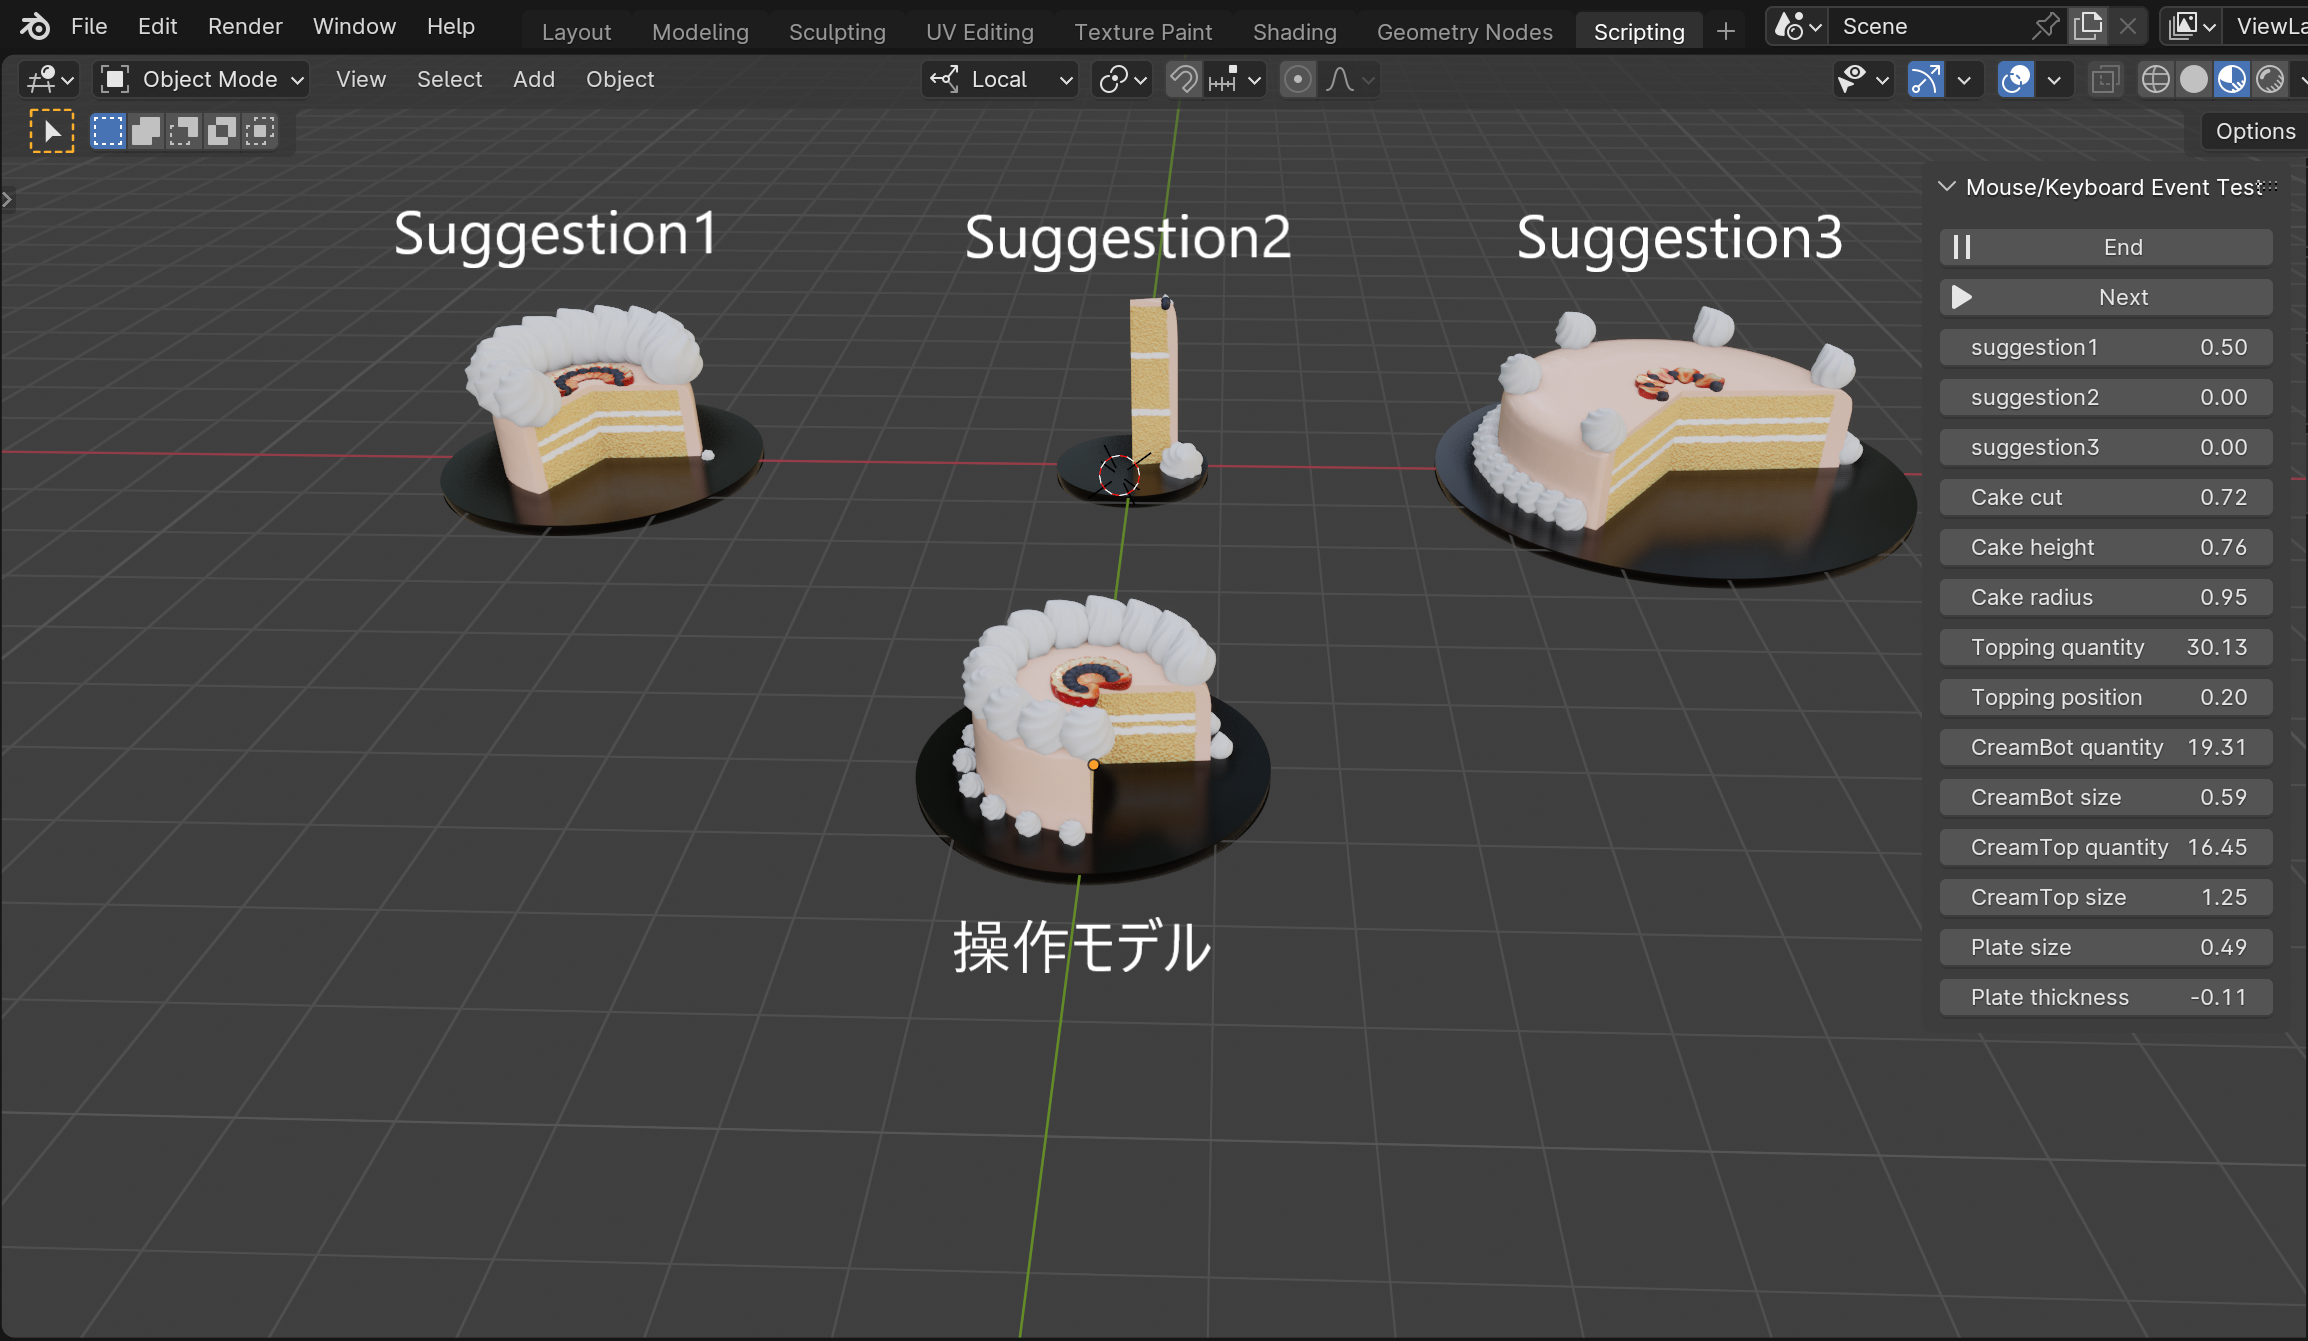 File Edit Render Window Help Layout Modeling Sculpting UV Editing Texture Paint Shading Geometry Nodes Scripting + Scene
Object Mode View Select Add Object Local
Options
Mouse/Keyboard Event Test
Suggestion1 Suggestion2 Suggestion3
End
Next
suggestion1 0.50
suggestion2 0.00
suggestion3 0.00
Cake cut 0.72
Cake height 0.76
Cake radius 0.95
Topping quantity 30.13
Topping position 0.20
CreamBot quantity 19.31
CreamBot size 0.59
CreamTop quantity 16.45
CreamTop size 1.25
Plate size 0.49
Plate thickness -0.11
操作モデル